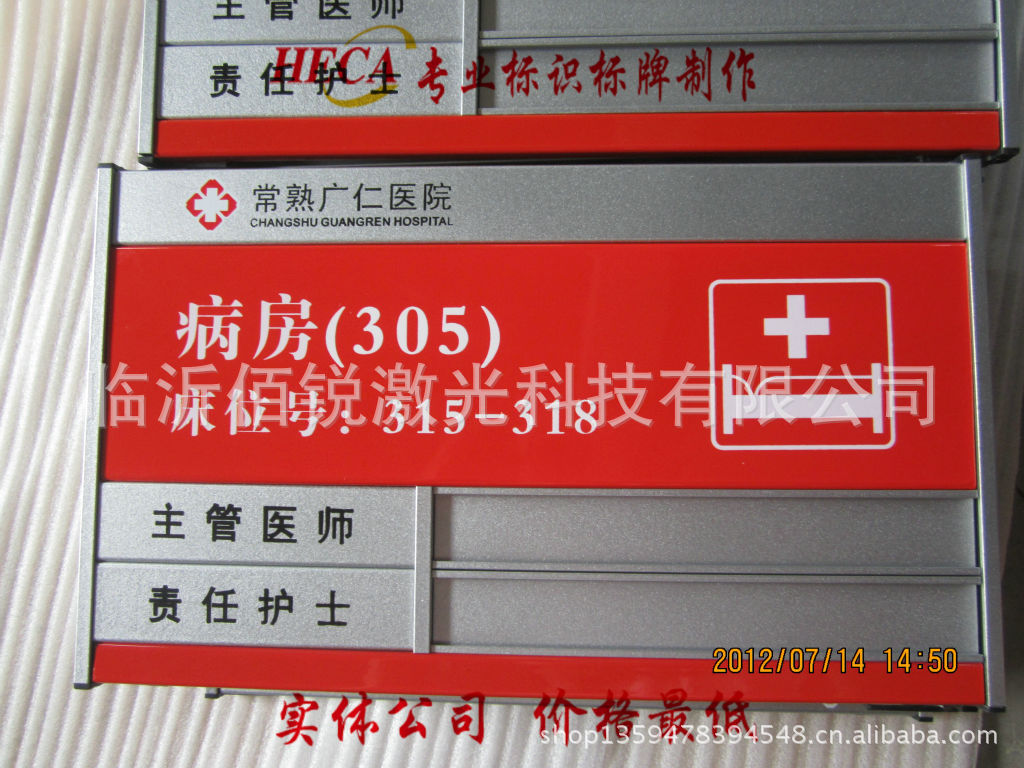 主管医师
责任护士
HECA 专业标识标牌制作
常熟广仁医院
CHANGSHU GUANGREN HOSPITAL
病房(305)
临沂佰锐激光科技有限公司
床位号: 315-318
主管医师
责任护士
2012/07/14 14:50
实体公司 价格最低
shop1359478394548.cn.alibaba.com